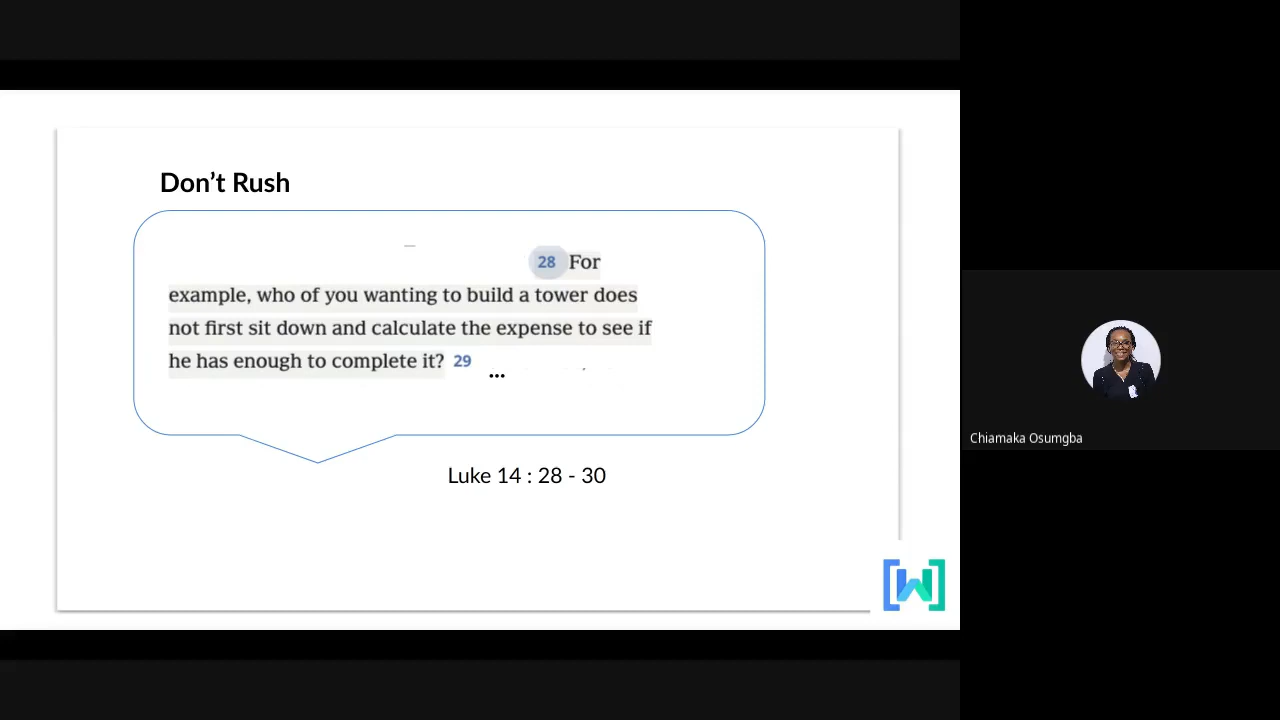 Don’t Rush
28 For
example, who of you wanting to build a tower does
not first sit down and calculate the expense to see if
he has enough to complete it? 29 ...
Luke 14 : 28 - 30
W
Chiamaka Osumgba